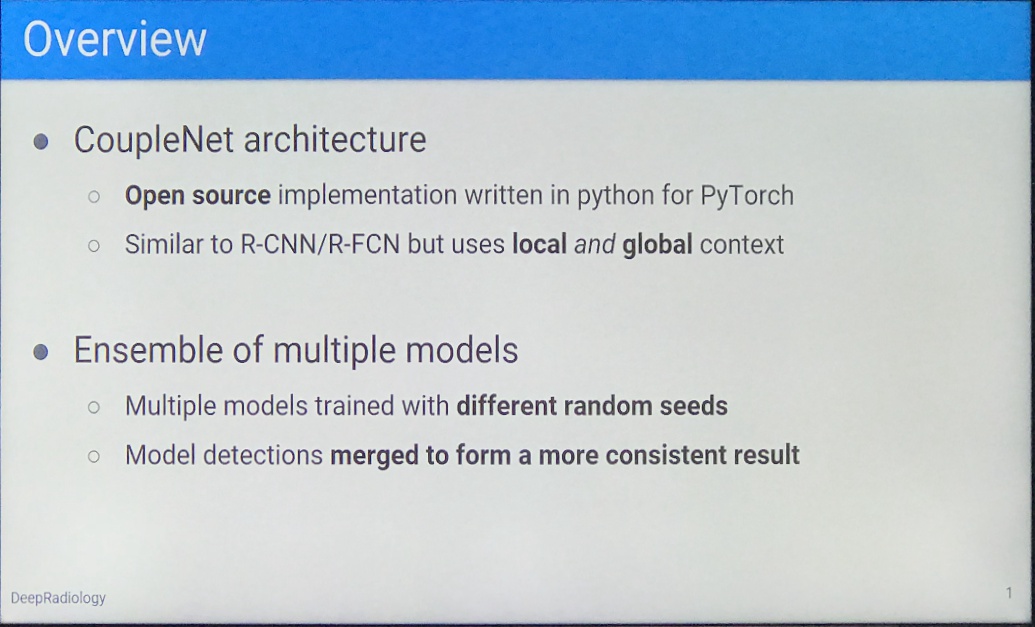 Overview
CoupleNet architecture
Open source implementation written in python for PyTorch
Similar to R-CNN/R-FCN but uses local and global context
Ensemble of multiple models
Multiple models trained with different random seeds
Model detections merged to form a more consistent result
DeepRadiology
1